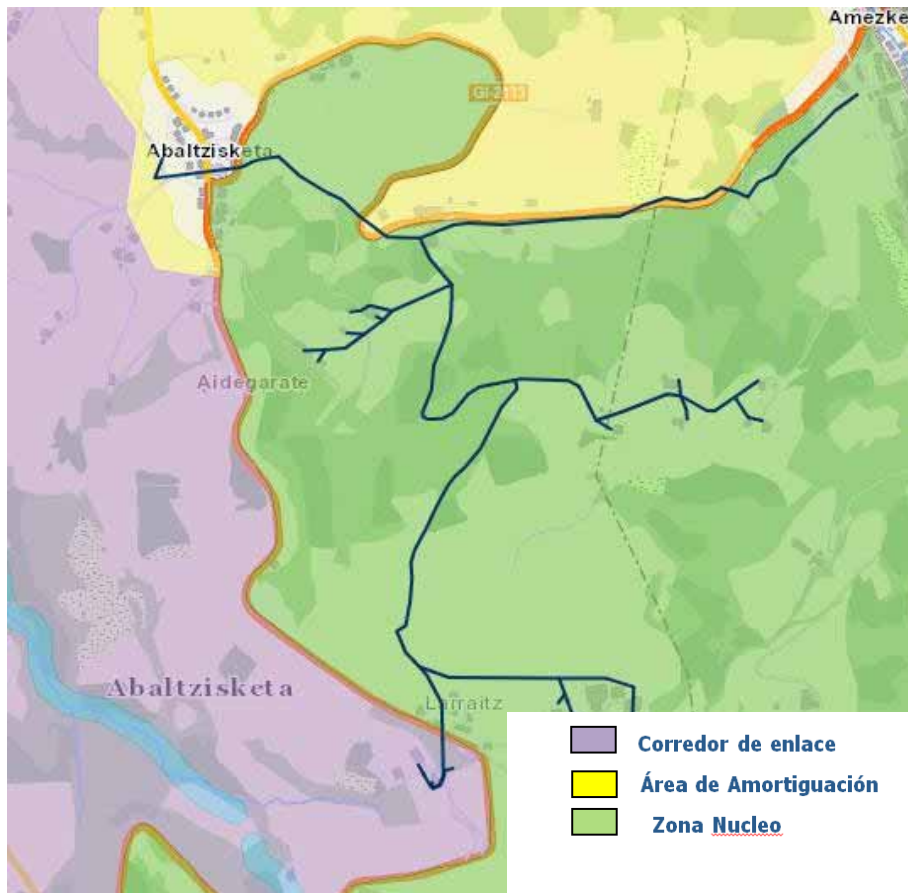 Amezke
GI-2133
Abaltzisketa
Aidegarate
Abaltzisketa
Larraitz
Corredor de enlace
Área de Amortiguación
Zona Nucleo